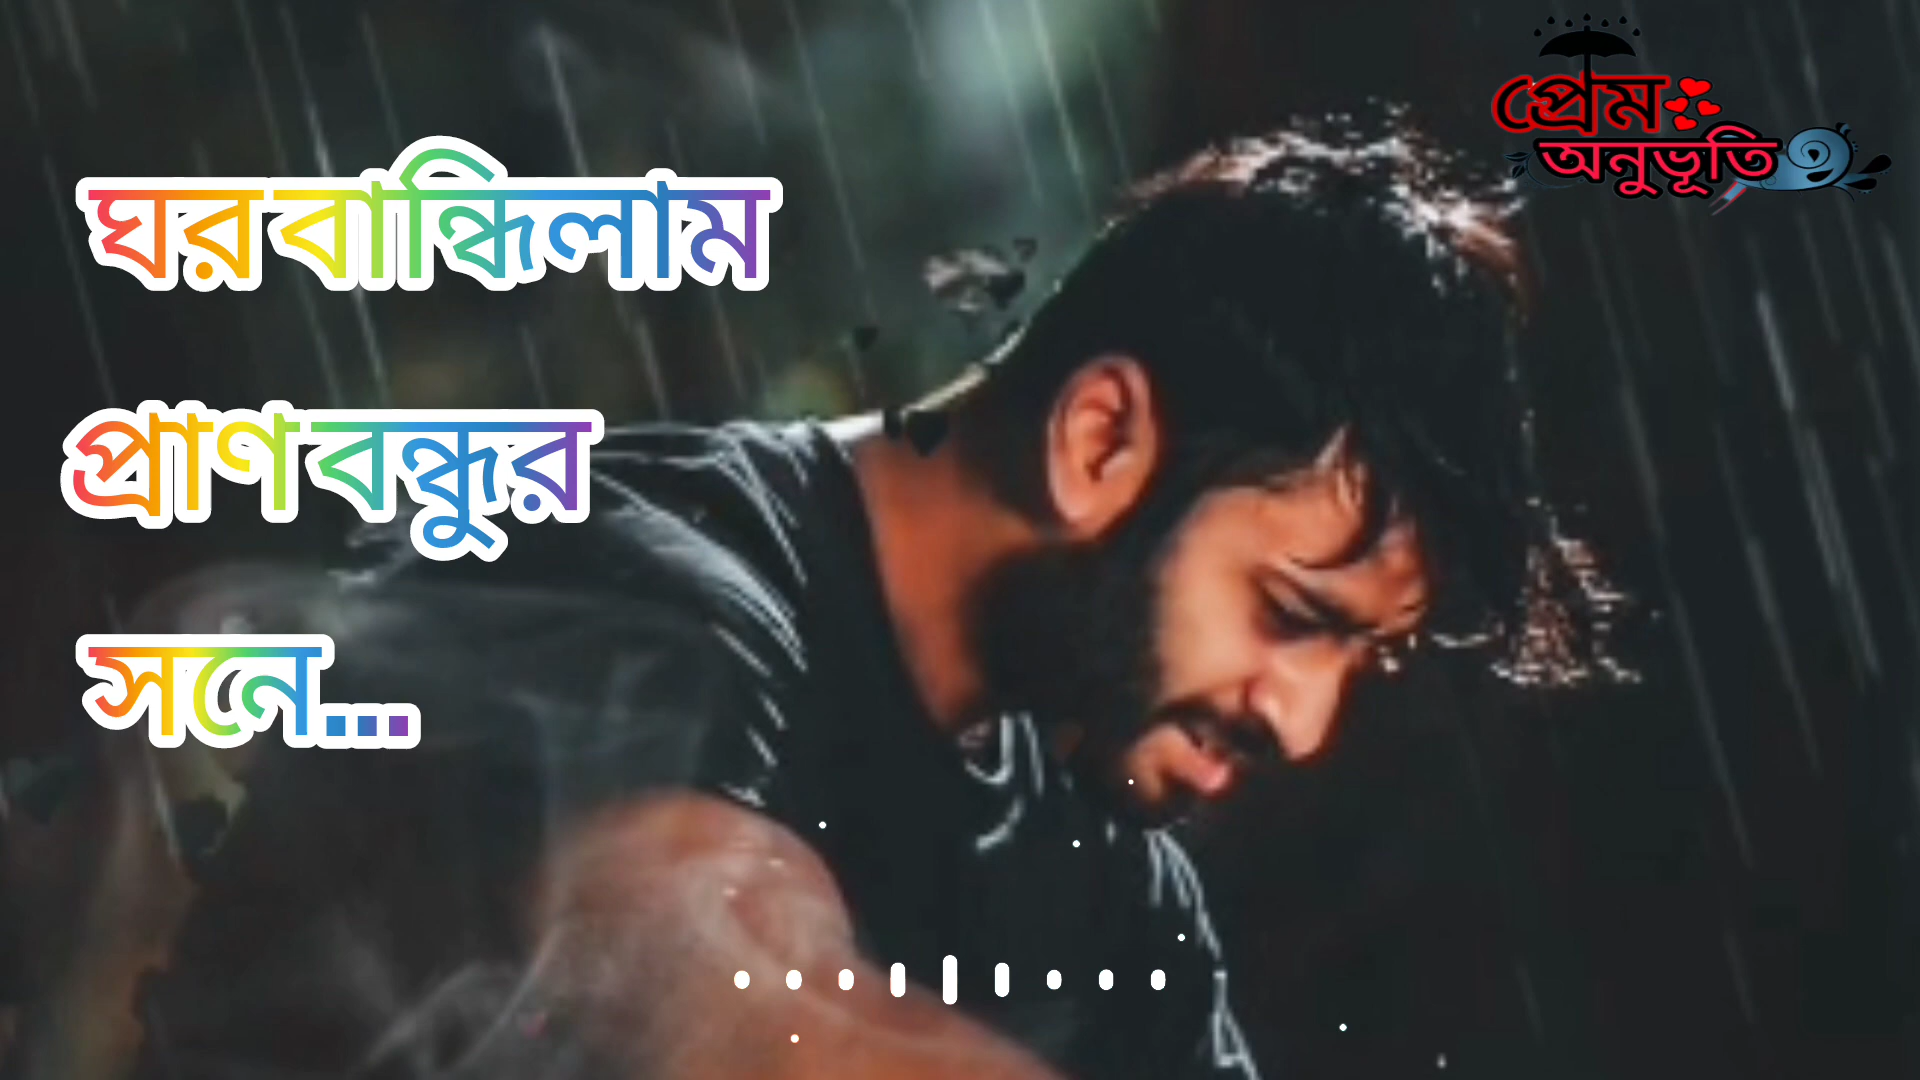 প্রেম
অনুভূতি
ঘর বান্ধিলাম
প্রাণ বন্ধুর
সনে...